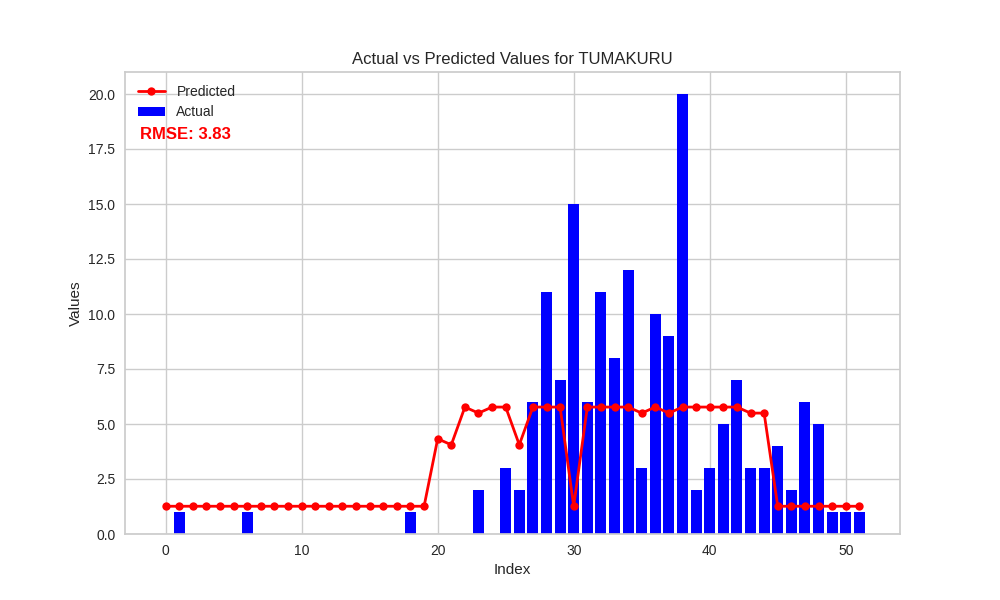 Actual vs Predicted Values for TUMAKURU
Predicted
Actual
RMSE: 3.83
20.0
17.5
15.0
12.5
10.0
7.5
5.0
2.5
0.0
Values
0 10 20 30 40 50
Index